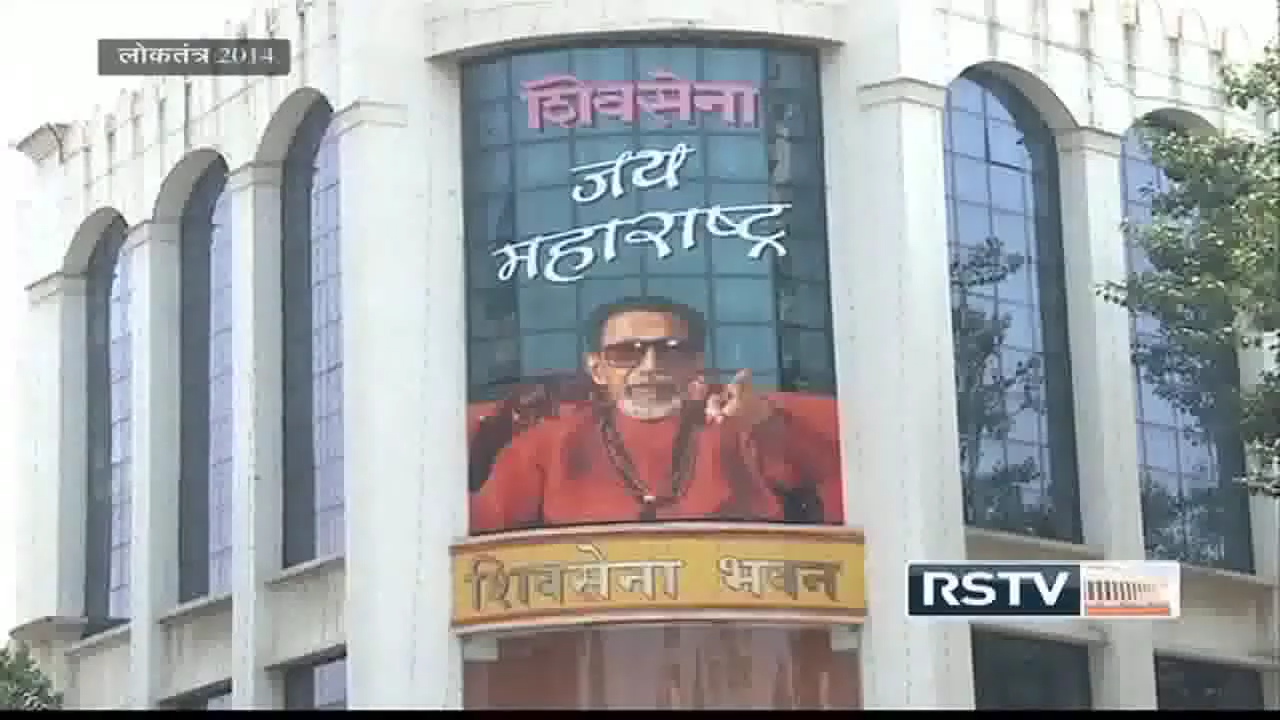 लोकतंत्र 2014
शिवसेना
जय
महाराष्ट्र
शिवसेना भवन
RSTV